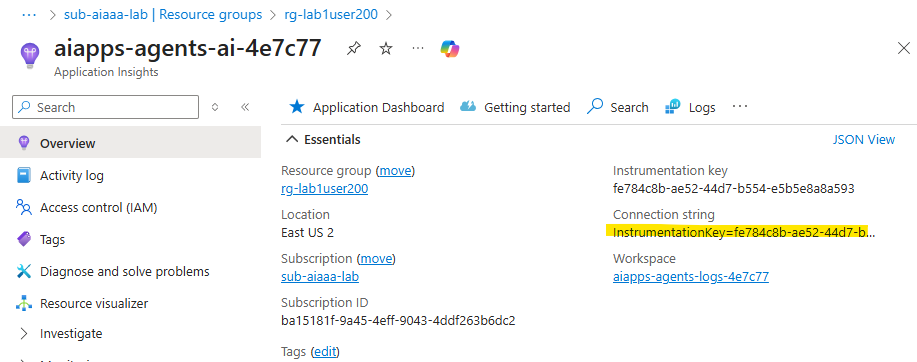 ··· > sub-aiaaa-lab | Resource groups > rg-lab1user200 >
aiapps-agents-ai-4e7c77 ···
Application Insights
Search
Application Dashboard Getting started Search Logs ···
Overview
Activity log
Access control (IAM)
Tags
Diagnose and solve problems
Resource visualizer
Investigate
Essentials
JSON View
Resource group (move)
rg-lab1user200
Location
East US 2
Subscription (move)
sub-aiaaa-lab
Subscription ID
ba15181f-9a45-4eff-9043-4ddf263b6dc2
Tags (edit)
Instrumentation key
fe784c8b-ae52-44d7-b554-e5b5e8a8a593
Connection string
InstrumentationKey=fe784c8b-ae52-44d7-b...
Workspace
aiapps-agents-logs-4e7c77